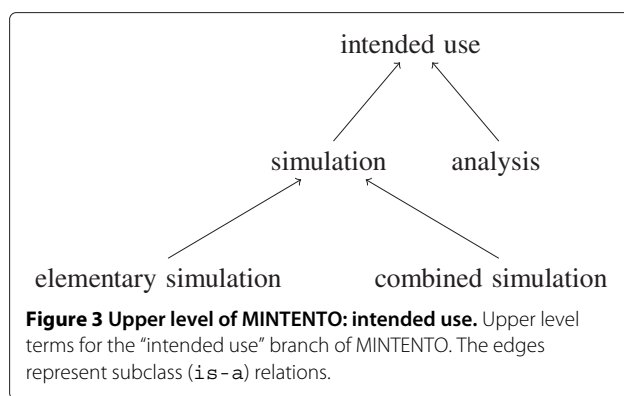 intended use
simulation analysis
elementary simulation combined simulation
Figure 3 Upper level of MINTENTO: intended use. Upper level
terms for the “intended use” branch of MINTENTO. The edges
represent subclass (is-a) relations.